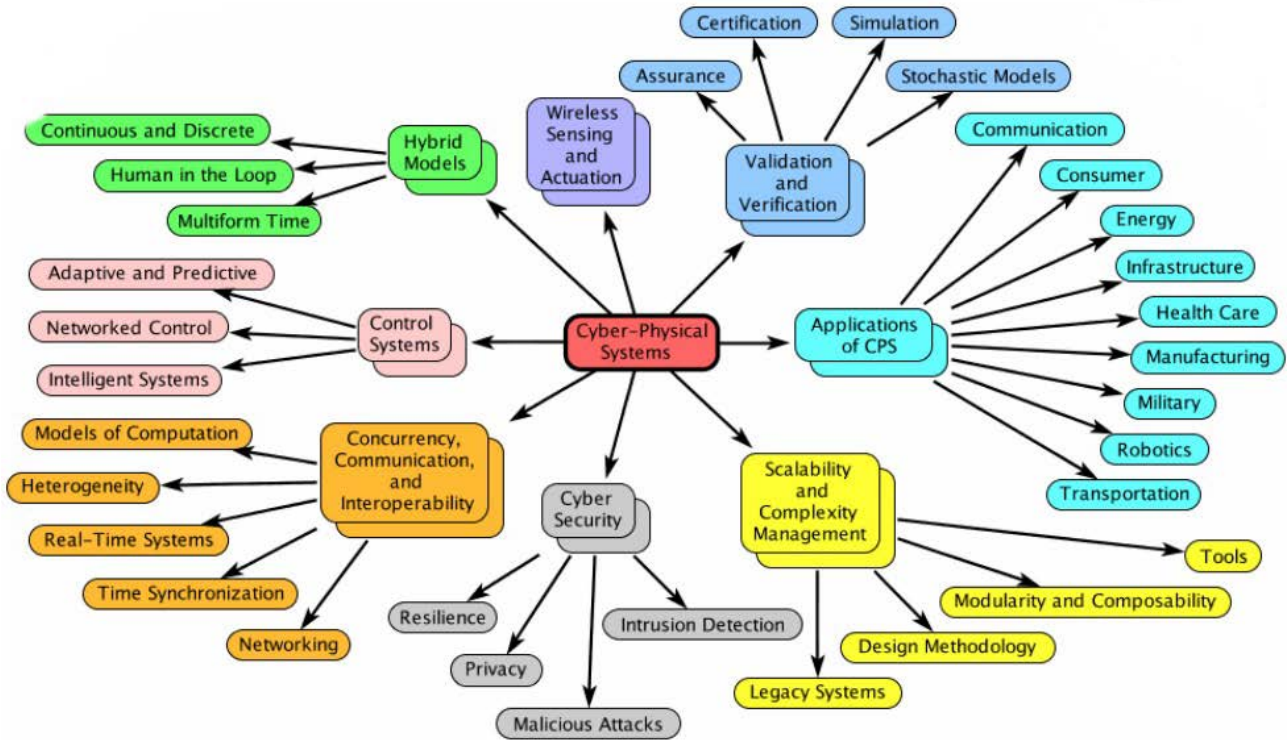 Certification
Simulation
Assurance
Stochastic Models
Wireless
Sensing
and
Actuation
Continuous and Discrete
Hybrid
Models
Human in the Loop
Multiform Time
Validation
and
Verification
Communication
Consumer
Energy
Infrastructure
Health Care
Manufacturing
Military
Robotics
Transportation
Applications
of CPS
Cyber-Physical
Systems
Adaptive and Predictive
Networked Control
Intelligent Systems
Control
Systems
Models of Computation
Heterogeneity
Real-Time Systems
Time Synchronization
Networking
Concurrency,
Communication,
and
Interoperability
Cyber
Security
Resilience
Privacy
Malicious Attacks
Intrusion Detection
Scalability
and
Complexity
Management
Tools
Modularity and Composability
Design Methodology
Legacy Systems